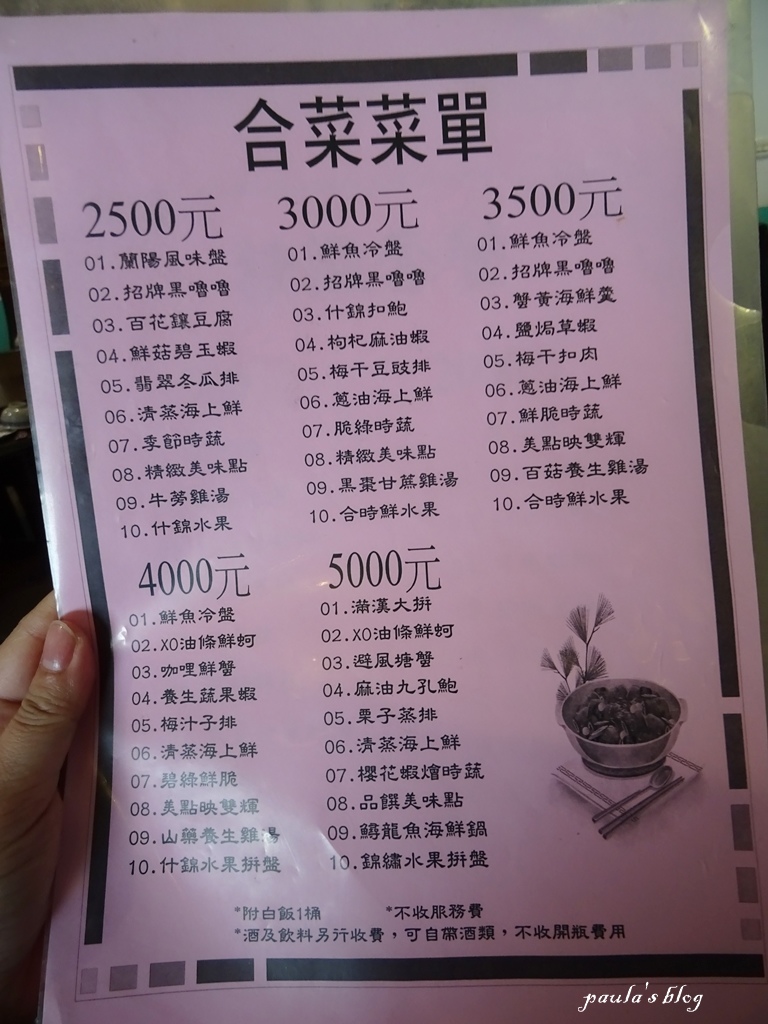 合菜菜單
2500元
01.蘭陽風味盤
02.招牌黑嚕嚕
03.百花鑲豆腐
04.鮮菇碧玉蝦
05.翡翠冬瓜排
06.清蒸海上鮮
07.季節時蔬
08.精緻美味點
09.牛蒡雞湯
10.什錦水果
3000元
01.鮮魚冷盤
02.招牌黑嚕嚕
03.什錦扣鮑
04.枸杞麻油蝦
05.梅干豆豉排
06.蔥油海上鮮
07.脆綠時蔬
08.精緻美味點
09.黑棗甘蔗雞湯
10.合時鮮水果
3500元
01.鮮魚冷盤
02.招牌黑嚕嚕
03.蟹黃海鮮羹
04.鹽焗草蝦
05.梅干扣肉
06.蔥油海上鮮
07.鮮脆時蔬
08.美點映雙輝
09.百菇養生雞湯
10.合時鮮水果
4000元
01.鮮魚冷盤
02.XO油條鮮蚵
03.咖哩鮮蟹
04.養生蔬果蝦
05.梅汁子排
06.清蒸海上鮮
07.碧綠鮮脆
08.美點映雙輝
09.山藥養生雞湯
10.什錦水果拼盤
5000元
01.滿漢大拼
02.XO油條鮮蚵
03.避風塘蟹
04.麻油九孔鮑
05.栗子蒸排
06.清蒸海上鮮
07.櫻花蝦燴時蔬
08.品饌美味點
09.鱘龍魚海鮮鍋
10.錦繡水果拼盤
*附白飯1桶 *不收服務費
*酒及飲料另行收費，可自帶酒類，不收開瓶費用
paula's blog